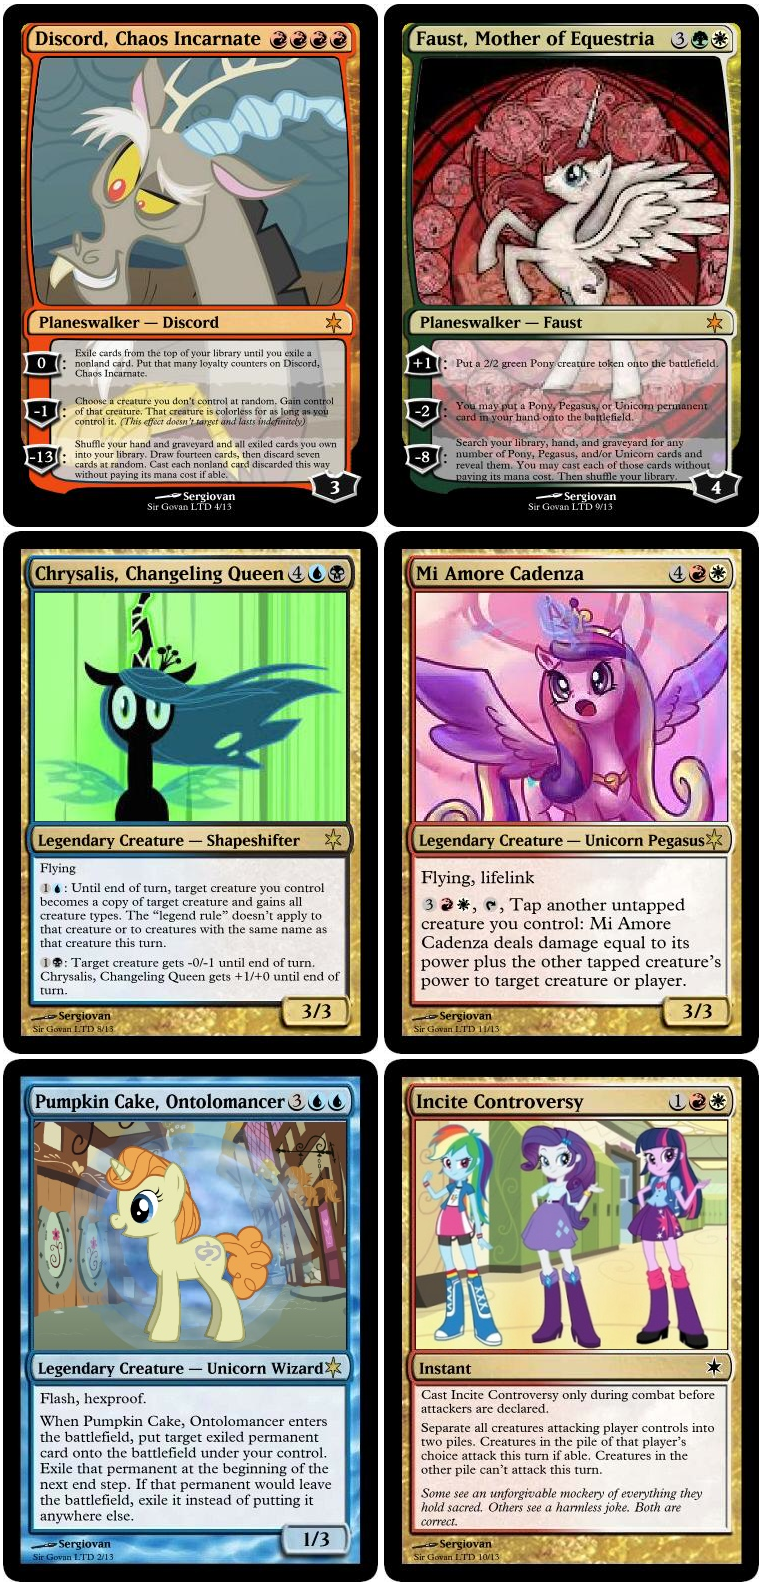 Discord, Chaos Incarnate
Planeswalker — Discord
0 : Exile cards from the top of your library until you exile a
nonland card. Put that many loyalty counters on Discord,
Chaos Incarnate.
-1 : Choose a creature you don't control at random. Gain control
of that creature. That creature is colorless for as long as you
control it. (This effect doesn't target and lasts indefinitely)
-13 : Shuffle your hand and graveyard and all exiled cards you own
into your library. Draw fourteen cards, then discard seven
cards at random. Cast each nonland card discarded this way
without paying its mana cost if able.
3
Sergiovan
Sir Govan LTD 4/13
Faust, Mother of Equestria 3
Planeswalker — Faust
+1 : Put a 2/2 green Pony creature token onto the battlefield.
-2 : You may put a Pony, Pegasus, or Unicorn permanent
card in your hand onto the battlefield.
-8 : Search your library, hand, and graveyard for any
number of Pony, Pegasus, and/or Unicorn cards and
reveal them. You may cast each of those cards without
paying its mana cost. Then shuffle your library.
4
Sergiovan
Sir Govan LTD 9/13
Chrysalis, Changeling Queen 4
Legendary Creature — Shapeshifter
Flying
1 : Until end of turn, target creature you control
becomes a copy of target creature and gains all
creature types. The “legend rule” doesn't apply to
that creature or to creatures with the same name as
that creature this turn.
1 : Target creature gets -0/-1 until end of turn.
Chrysalis, Changeling Queen gets +1/+0 until end of
turn.
3/3
Sergiovan
Sir Govan LTD 8/13
Mi Amore Cadenza 4
Legendary Creature — Unicorn Pegasus
Flying, lifelink
3 , , Tap another untapped
creature you control: Mi Amore
Cadenza deals damage equal to its
power plus the other tapped creature's
power to target creature or player.
3/3
Sergiovan
Sir Govan LTD 11/13
Pumpkin Cake, Ontolomancer 3
Legendary Creature — Unicorn Wizard
Flash, hexproof.
When Pumpkin Cake, Ontolomancer enters
the battlefield, put target exiled permanent
card onto the battlefield under your control.
Exile that permanent at the beginning of the
next end step. If that permanent would leave
the battlefield, exile it instead of putting it
anywhere else.
1/3
Sergiovan
Sir Govan LTD 2/13
Incite Controversy 1
Instant
Cast Incite Controversy only during combat before
attackers are declared.
Separate all creatures attacking player controls into
two piles. Creatures in the pile of that player's
choice attack this turn if able. Creatures in the
other pile can't attack this turn.
Some see an unforgivable mockery of everything they
hold sacred. Others see a harmless joke. Both are
correct.
Sergiovan
Sir Govan LTD 10/13